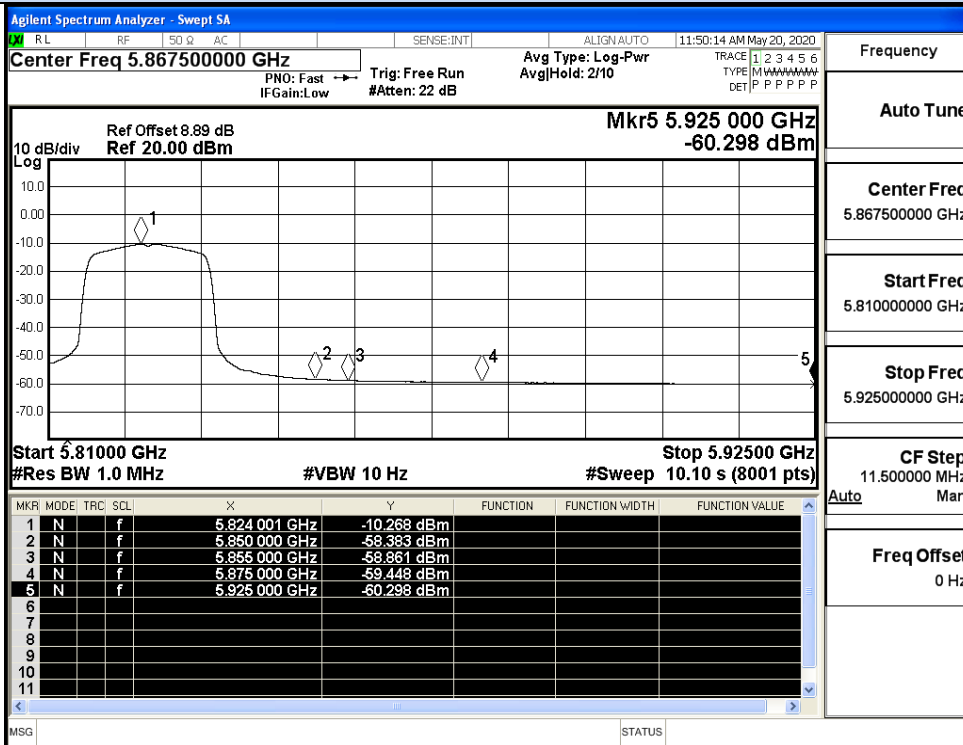 Agilent Spectrum Analyzer - Swept SA
LXI RL RF 50 Ω AC SENSE:INT ALIGN AUTO 11:50:14 AM May 20, 2020
Center Freq 5.867500000 GHz
PNO: Fast
IFGain:Low
Trig: Free Run
#Atten: 22 dB
Avg Type: Log-Pwr
Avg|Hold: 2/10
TRACE 1 2 3 4 5 6
TYPE M WWWWW
DET P P P P P P
Mkr5 5.925 000 GHz
-60.298 dBm
Ref Offset 8.89 dB
10 dB/div Ref 20.00 dBm
Log
10.0
0.00
-10.0
-20.0
-30.0
-40.0
-50.0
-60.0
-70.0
1
2
3
4
5
Start 5.81000 GHz Stop 5.92500 GHz
#Res BW 1.0 MHz #VBW 10 Hz #Sweep 10.10 s (8001 pts)
MKR MODE TRC SCL X Y FUNCTION FUNCTION WIDTH FUNCTION VALUE
1 N f 5.824 001 GHz -10.268 dBm
2 N f 5.850 000 GHz -58.383 dBm
3 N f 5.855 000 GHz -58.861 dBm
4 N f 5.875 000 GHz -59.448 dBm
5 N f 5.925 000 GHz -60.298 dBm
6
7
8
9
10
11
MSG STATUS
Frequency
Auto Tune
Center Freq
5.867500000 GHz
Start Freq
5.810000000 GHz
Stop Freq
5.925000000 GHz
CF Step
11.500000 MHz
Auto Man
Freq Offset
0 Hz